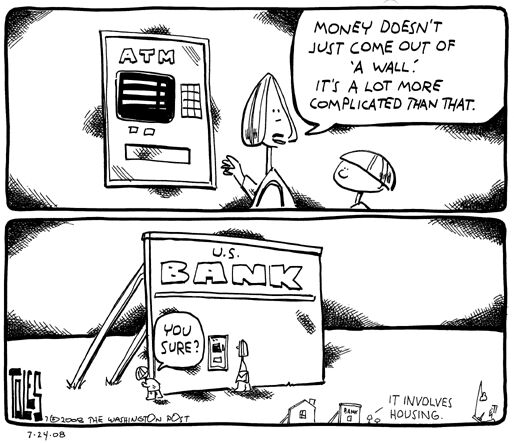 ATM
MONEY DOESN'T
JUST COME OUT OF
'A WALL'.
IT'S A LOT MORE
COMPLICATED THAN THAT.
U.S.
BANK
YOU
SURE?
TOLES
©2008 THE WASHINGTON POST
7-24-08
BANK
IT INVOLVES
HOUSING.